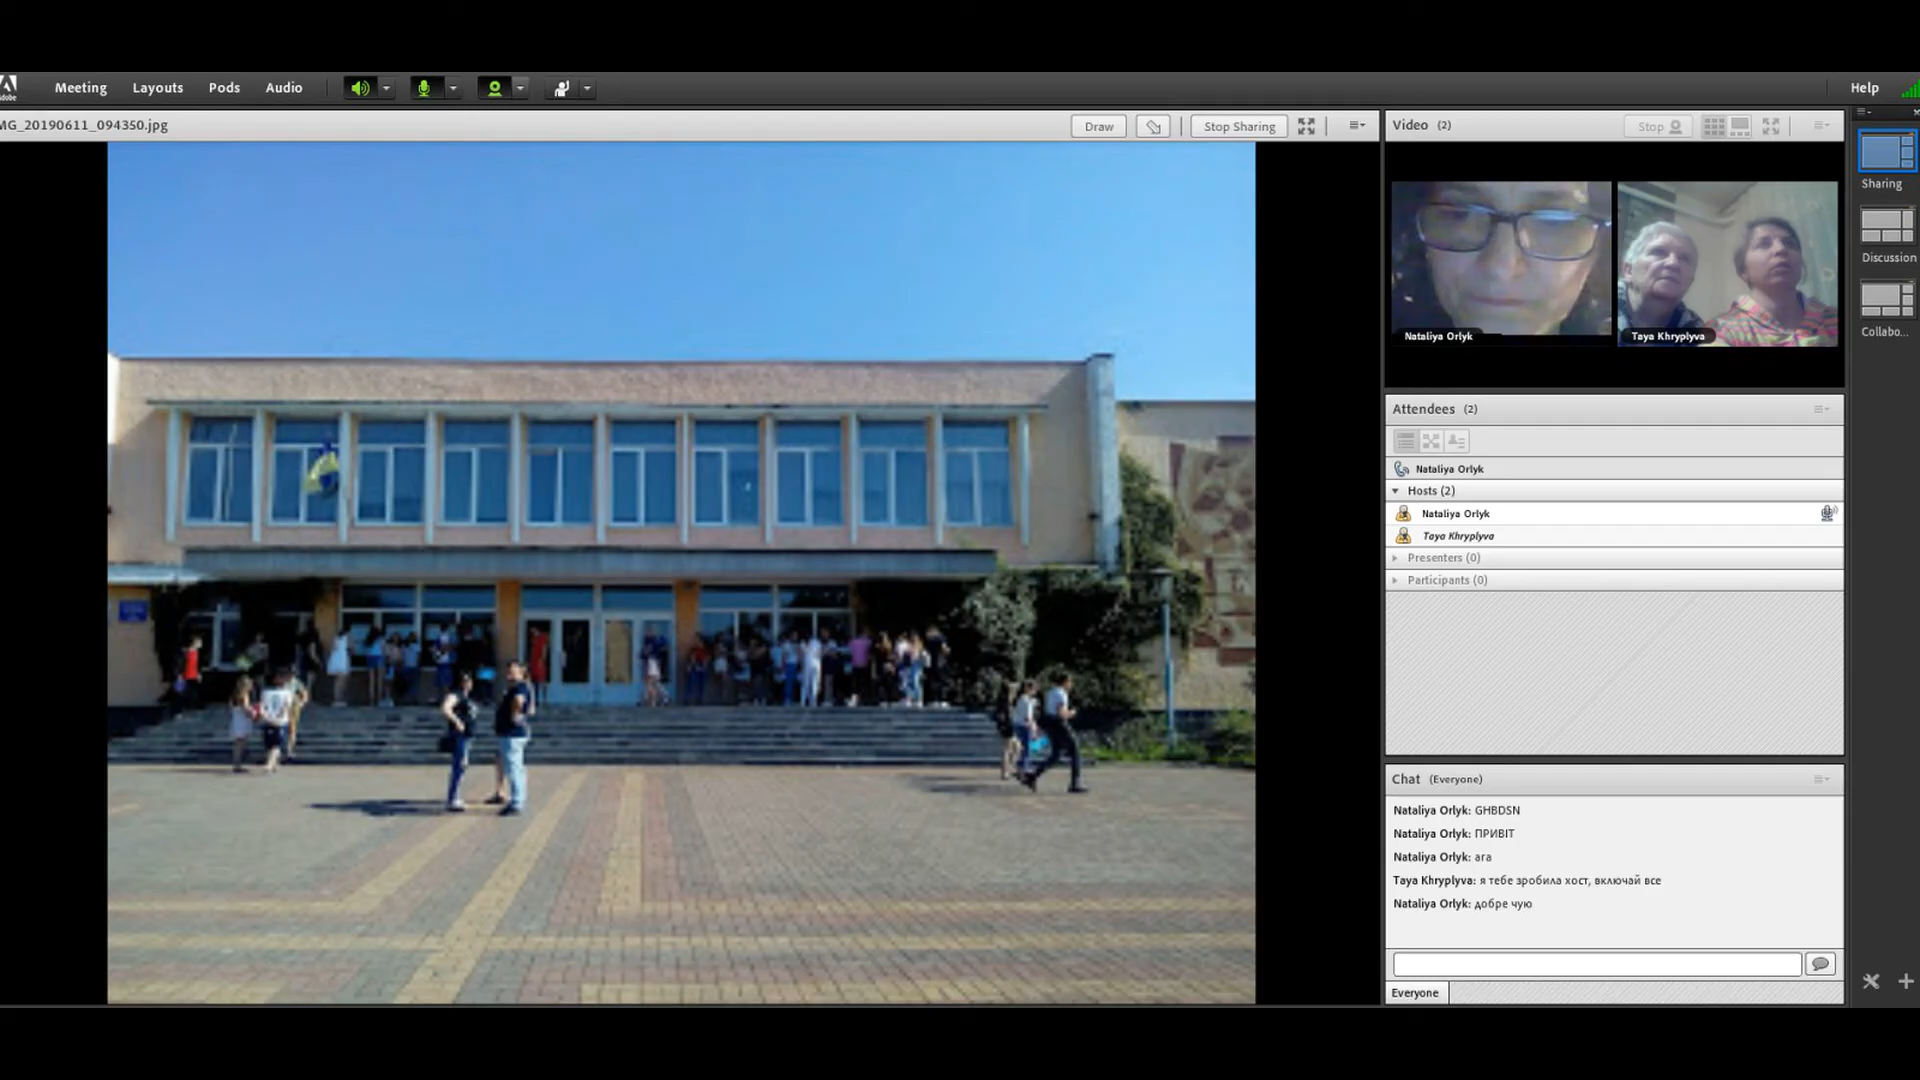 Adobe
Meeting Layouts Pods Audio Help
MG_20190611_094350.jpg Draw Stop Sharing
Video (2) Stop
Nataliya Orlyk Taya Khryplyva
Attendees (2)
Nataliya Orlyk
Hosts (2)
Nataliya Orlyk
Taya Khryplyva
Presenters (0)
Participants (0)
Chat (Everyone)
Nataliya Orlyk: GHBDSN
Nataliya Orlyk: ПРИВІТ
Nataliya Orlyk: ага
Taya Khryplyva: я тебе зробила хост, включай все
Nataliya Orlyk: добре чую
Everyone
Sharing
Discussion
Collabo...